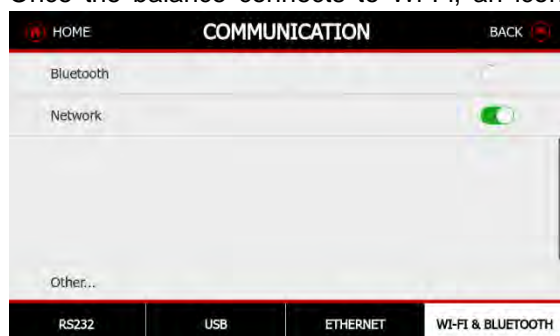 Once the balance connects to Wi-Fi, an icon
HOME COMMUNICATION BACK
Bluetooth
Network
Other...
RS232 USB ETHERNET WI-FI & BLUETOOTH